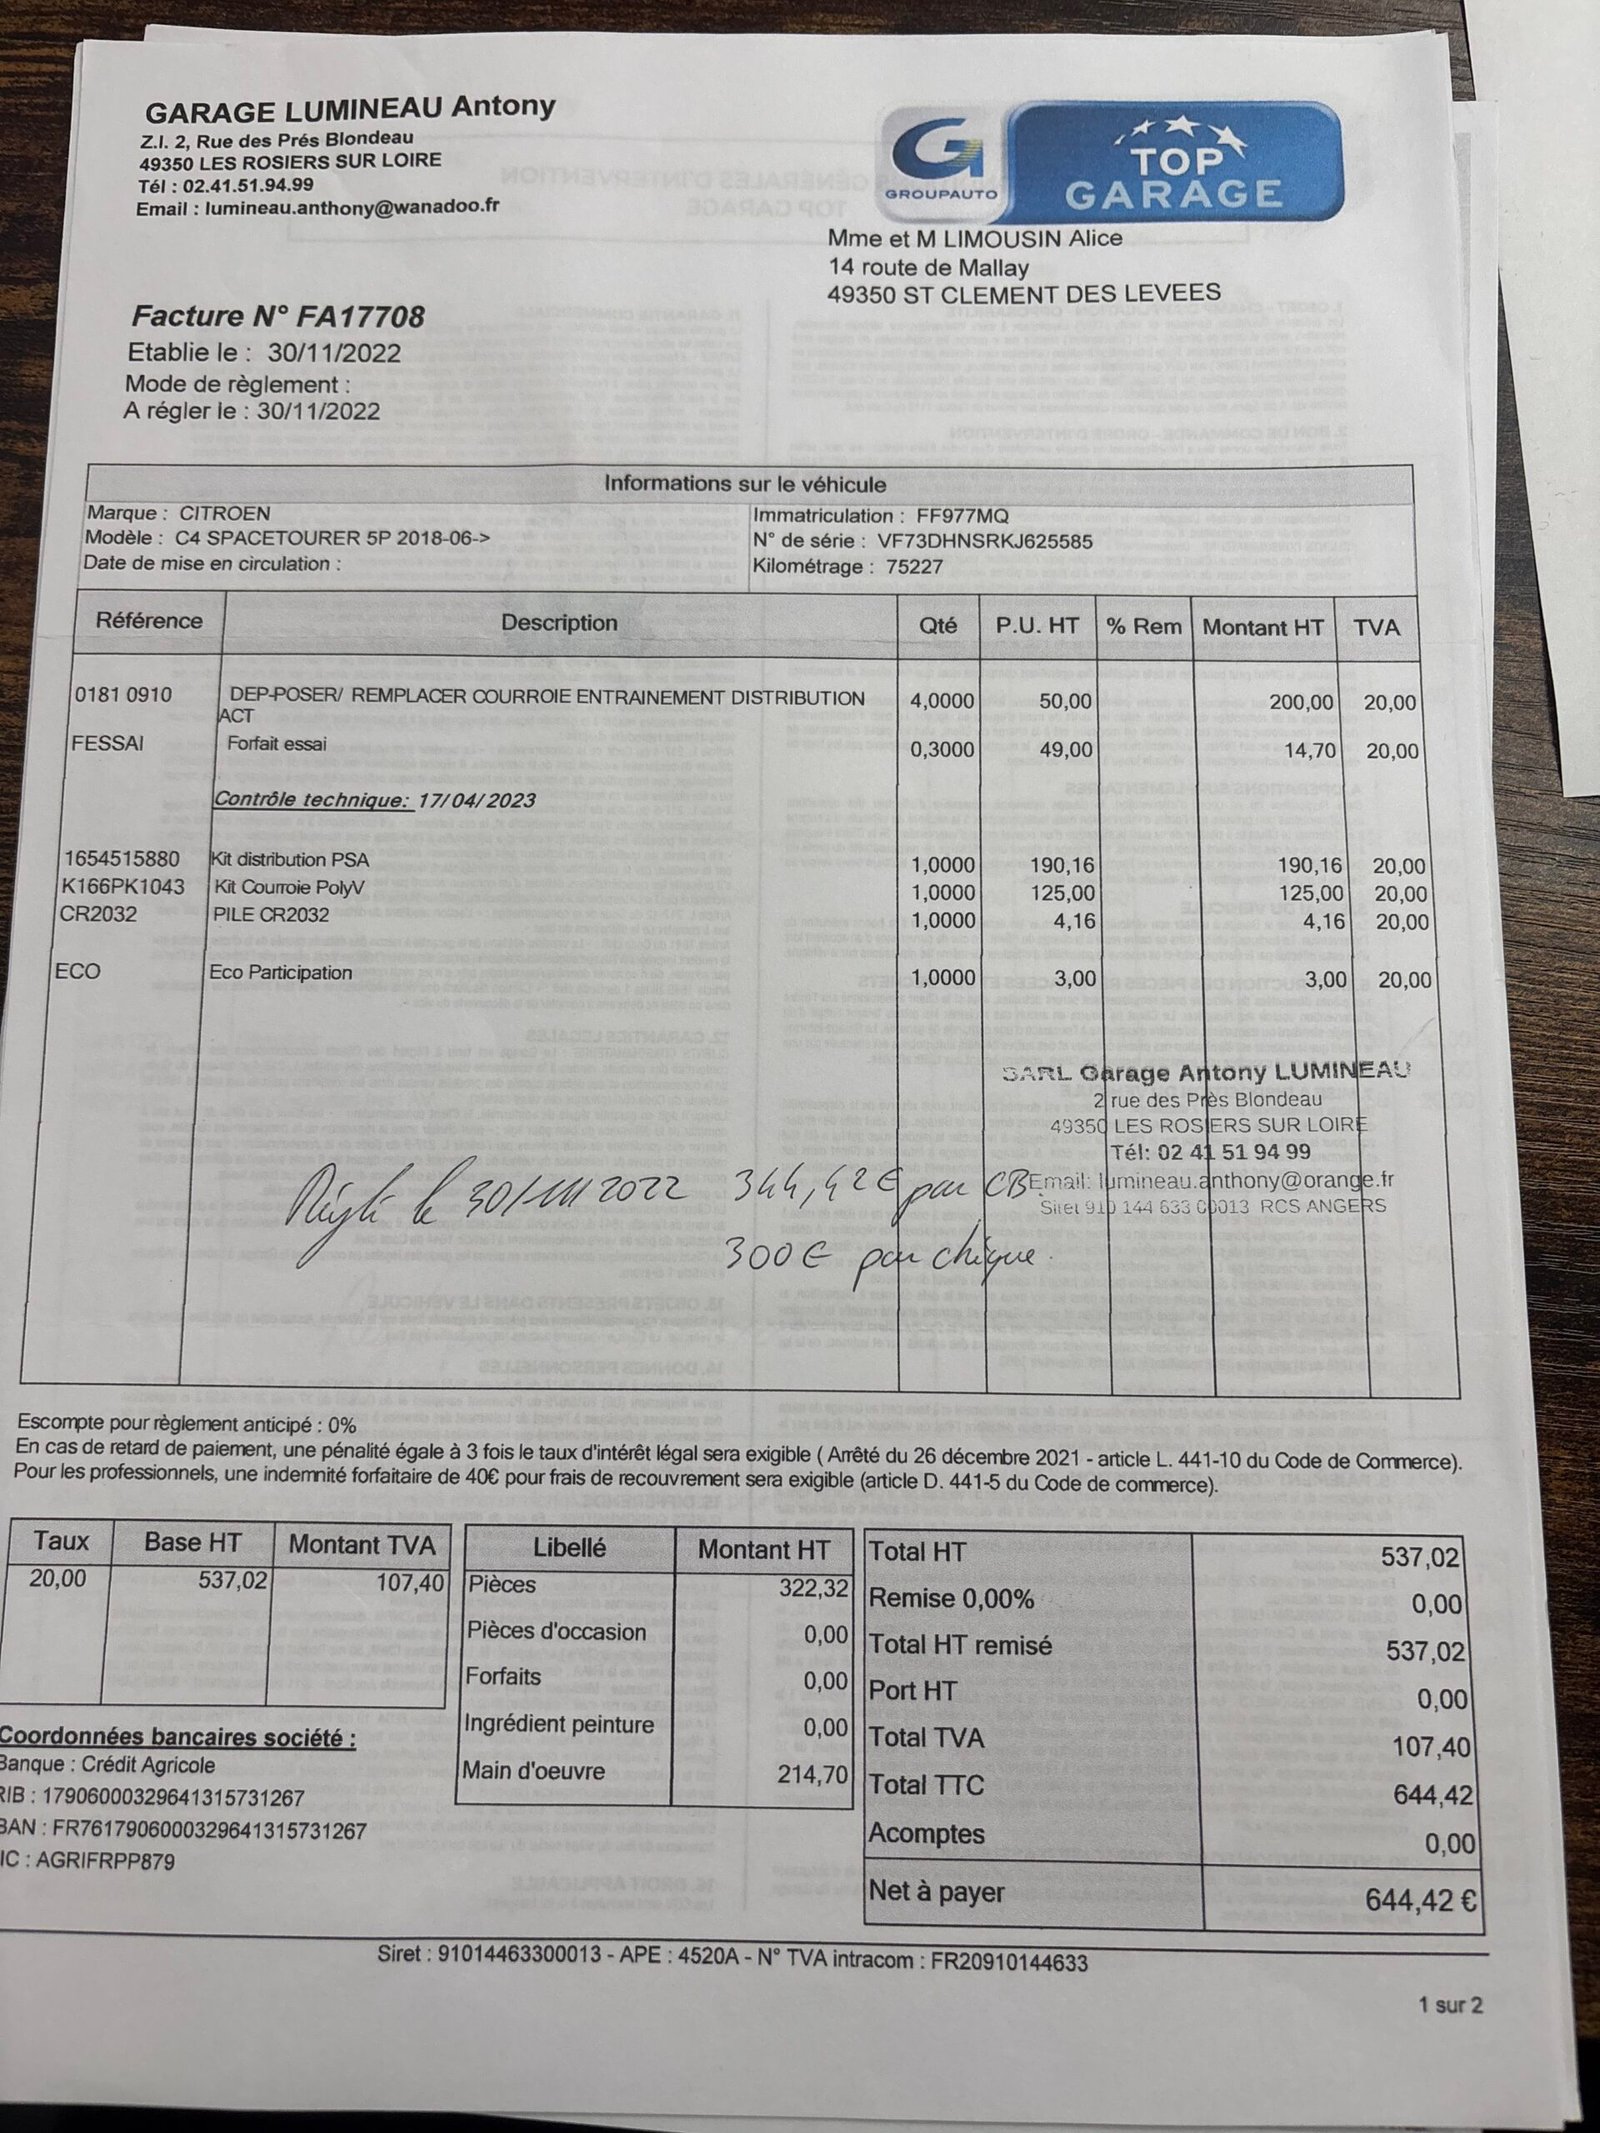 GARAGE LUMINEAU Antony
Z.I. 2, Rue des Prés Blondeau
49350 LES ROSIERS SUR LOIRE
Tél : 02.41.51.94.99
Email : lumineau.anthony@wanadoo.fr
GROUPAUTO
TOP
GARAGE
Mme et M LIMOUSIN Alice
14 route de Mallay
49350 ST CLEMENT DES LEVEES
Facture N° FA17708
Etablie le : 30/11/2022
Mode de règlement :
A régler le : 30/11/2022
Informations sur le véhicule
Marque : CITROEN
Modèle : C4 SPACETOURER 5P 2018-06->
Date de mise en circulation :
Immatriculation : FF977MQ
N° de série : VF73DHNSRKJ625585
Kilométrage : 75227
Référence Description Qté P.U. HT % Rem Montant HT TVA
0181 0910 DEP-POSER/ REMPLACER COURROIE ENTRAINEMENT DISTRIBUTION 4,0000 50,00 200,00 20,00
ACT
FESSAI Forfait essai 0,3000 49,00 14,70 20,00
Contrôle technique: 17/04/2023
1654515880 Kit distribution PSA 1,0000 190,16 190,16 20,00
K166PK1043 Kit Courroie PolyV 1,0000 125,00 125,00 20,00
CR2032 PILE CR2032 1,0000 4,16 4,16 20,00
ECO Eco Participation 1,0000 3,00 3,00 20,00
SARL Garage Antony LUMINEAU
2 rue des Près Blondeau
49350 LES ROSIERS SUR LOIRE
Tél: 02 41 51 94 99
Email: lumineau.anthony@orange.fr
Siret 910 144 633 00013 RCS ANGERS
Réglé le 30/11/2022 344,42€ par CB
300€ par chèque.
Escompte pour règlement anticipé : 0%
En cas de retard de paiement, une pénalité égale à 3 fois le taux d'intérêt légal sera exigible ( Arrêté du 26 décembre 2021 - article L. 441-10 du Code de Commerce).
Pour les professionnels, une indemnité forfaitaire de 40€ pour frais de recouvrement sera exigible (article D. 441-5 du Code de commerce).
Taux Base HT Montant TVA
20,00 537,02 107,40
Libellé Montant HT
Pièces 322,32
Pièces d'occasion 0,00
Forfaits 0,00
Ingrédient peinture 0,00
Main d'oeuvre 214,70
Total HT 537,02
Remise 0,00% 0,00
Total HT remisé 537,02
Port HT 0,00
Total TVA 107,40
Total TTC 644,42
Acomptes 0,00
Net à payer 644,42 €
Coordonnées bancaires société :
Banque : Crédit Agricole
RIB : 17906000329641315731267
BAN : FR7617906000329641315731267
IC : AGRIFRPP879
Siret : 91014463300013 - APE : 4520A - N° TVA intracom : FR20910144633
1 sur 2